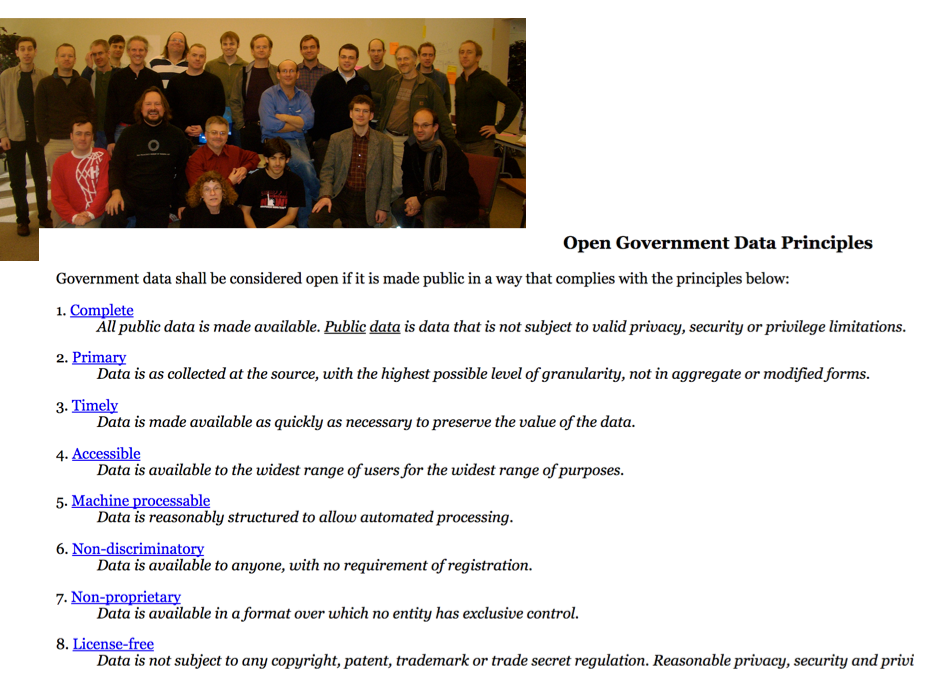 Open Government Data Principles
Government data shall be considered open if it is made public in a way that complies with the principles below:
1. Complete
All public data is made available. Public data is data that is not subject to valid privacy, security or privilege limitations.
2. Primary
Data is as collected at the source, with the highest possible level of granularity, not in aggregate or modified forms.
3. Timely
Data is made available as quickly as necessary to preserve the value of the data.
4. Accessible
Data is available to the widest range of users for the widest range of purposes.
5. Machine processable
Data is reasonably structured to allow automated processing.
6. Non-discriminatory
Data is available to anyone, with no requirement of registration.
7. Non-proprietary
Data is available in a format over which no entity has exclusive control.
8. License-free
Data is not subject to any copyright, patent, trademark or trade secret regulation. Reasonable privacy, security and privi